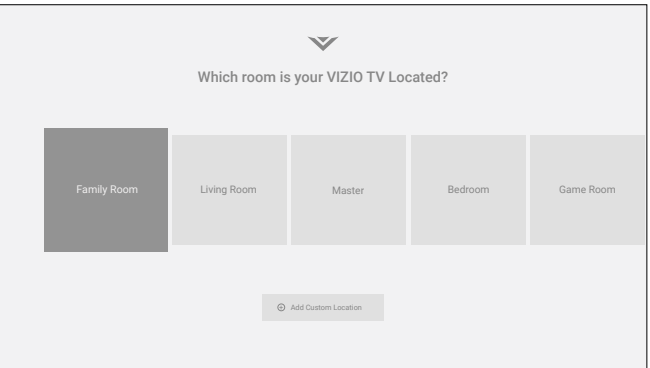 Which room is your VIZIO TV Located?
Family Room
Living Room
Master
Bedroom
Game Room
Add Custom Location